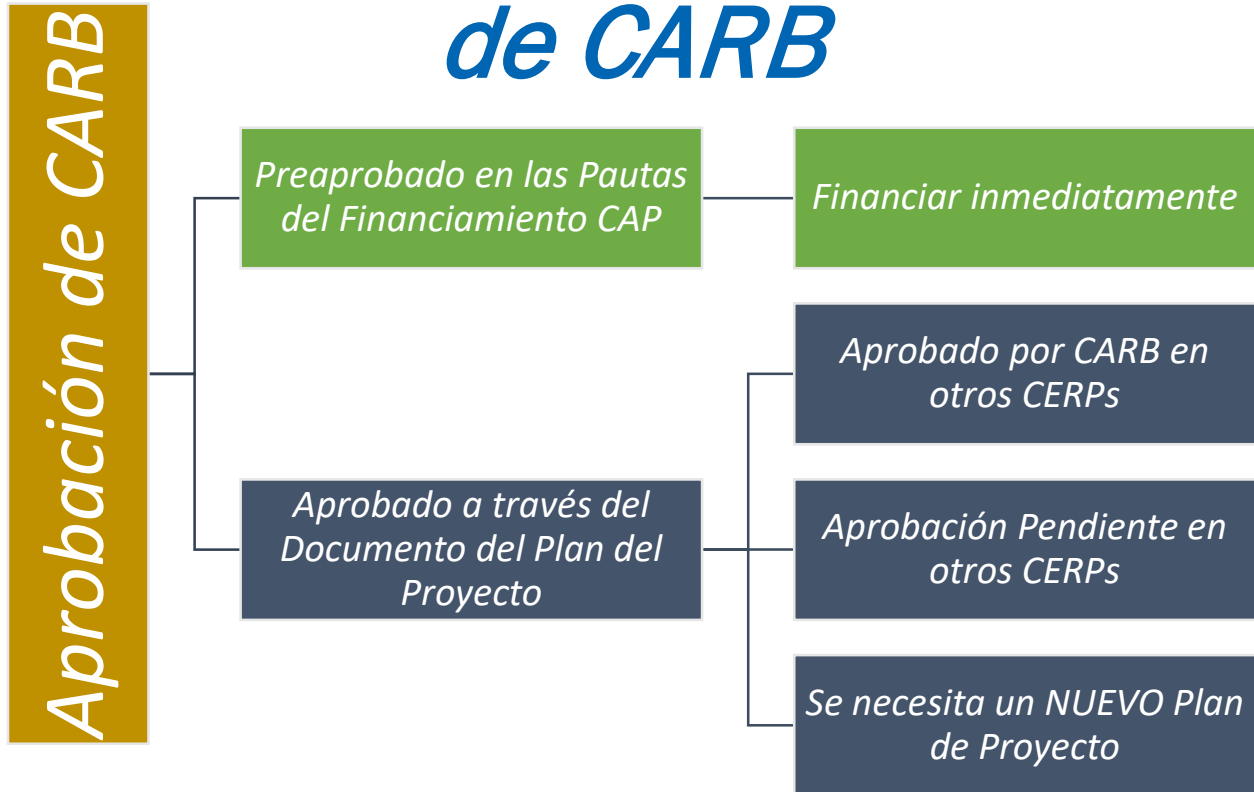 de CARB
Aprobación de CARB
Preaprobado en las Pautas
del Financiamiento CAP
Financiar inmediatamente
Aprobado a través del
Documento del Plan del
Proyecto
Aprobado por CARB en
otros CERPs
Aprobación Pendiente en
otros CERPs
Se necesita un NUEVO Plan
de Proyecto